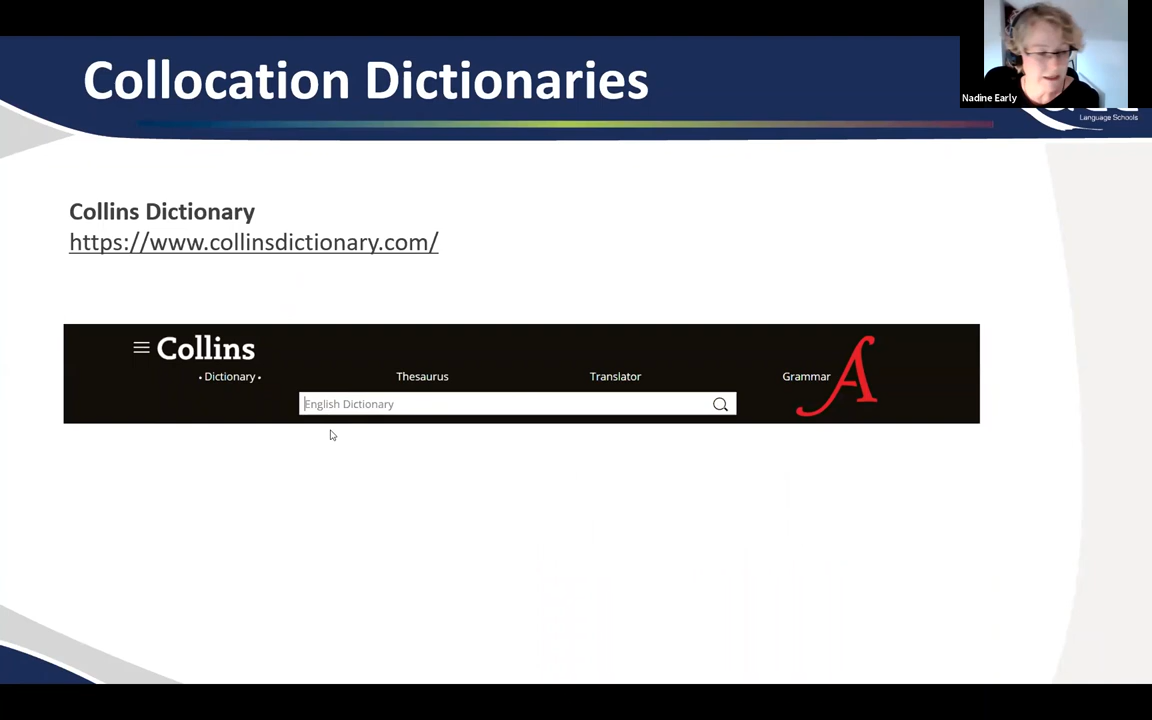 Collocation Dictionaries
Nadine Early
Language Schools
Collins Dictionary
https://www.collinsdictionary.com/
Collins
• Dictionary •
Thesaurus
Translator
Grammar
English Dictionary